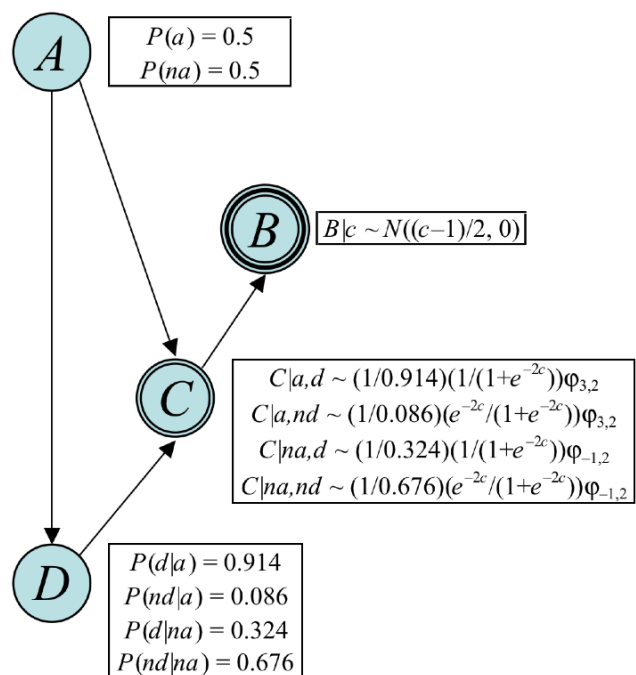 A
P(a) = 0.5
P(na) = 0.5
B
B|c ~ N((c−1)/2, 0)
C
C|a,d ~ (1/0.914)(1/(1+e⁻²ᶜ))φ₃,₂
C|a,nd ~ (1/0.086)(e⁻²ᶜ/(1+e⁻²ᶜ))φ₃,₂
C|na,d ~ (1/0.324)(1/(1+e⁻²ᶜ))φ₋₁,₂
C|na,nd ~ (1/0.676)(e⁻²ᶜ/(1+e⁻²ᶜ))φ₋₁,₂
D
P(d|a) = 0.914
P(nd|a) = 0.086
P(d|na) = 0.324
P(nd|na) = 0.676